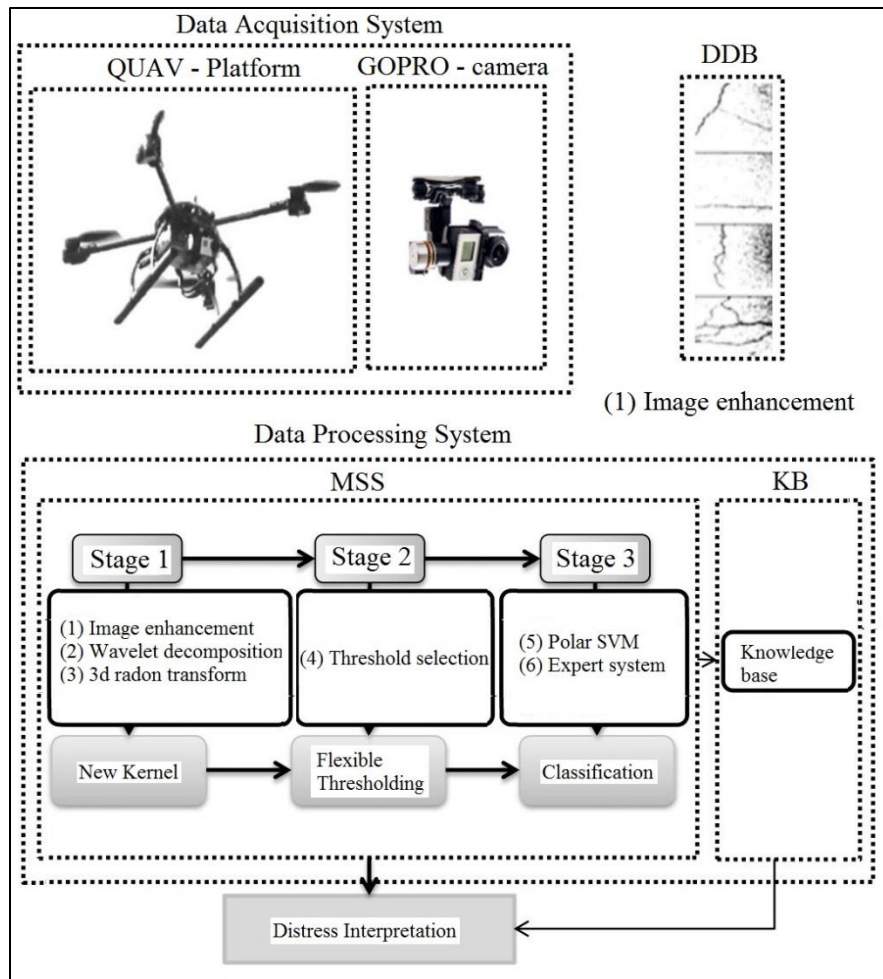 Data Acquisition System
QUAV - Platform
GOPRO - camera
DDB
(1) Image enhancement
Data Processing System
MSS
KB
Stage 1
Stage 2
Stage 3
(1) Image enhancement
(2) Wavelet decomposition
(3) 3d radon transform
(4) Threshold selection
(5) Polar SVM
(6) Expert system
Knowledge
base
New Kernel
Flexible
Thresholding
Classification
Distress Interpretation